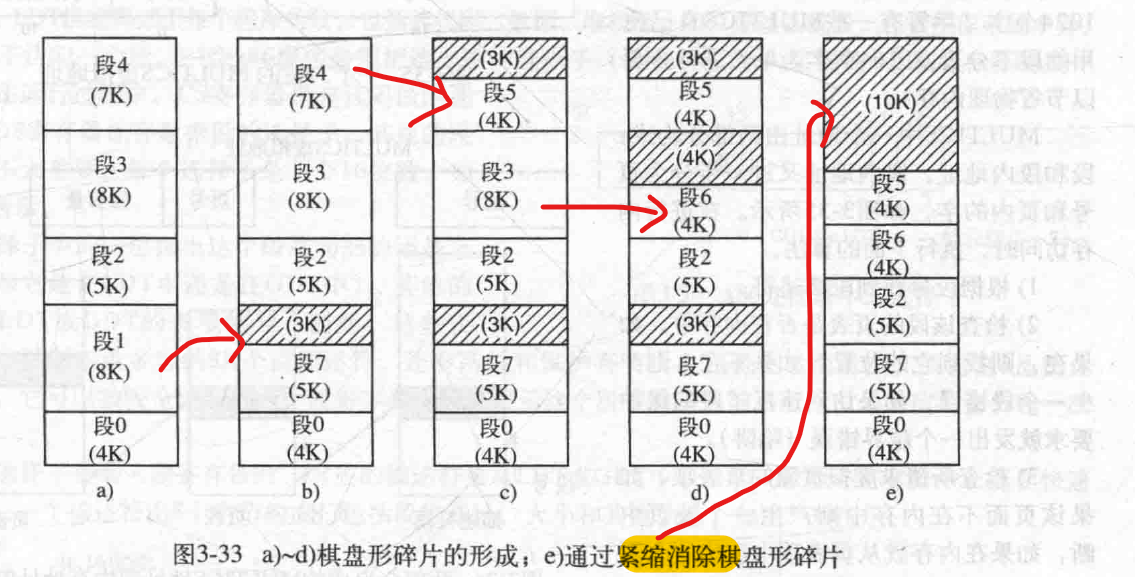 段4
(7K)
段3
(8K)
段2
(5K)
段1
(8K)
段0
(4K)
a)
段4
(7K)
段3
(8K)
段2
(5K)
(3K)
段7
(5K)
段0
(4K)
b)
(3K)
段5
(4K)
段3
(8K)
段2
(5K)
(3K)
段7
(5K)
段0
(4K)
c)
(3K)
段5
(4K)
(4K)
段6
(4K)
段2
(5K)
(3K)
段7
(5K)
段0
(4K)
d)
(10K)
段5
(4K)
段6
(4K)
段2
(5K)
段7
(5K)
段0
(4K)
e)
图3-33 a)~d)棋盘形碎片的形成；e)通过紧缩消除棋盘形碎片